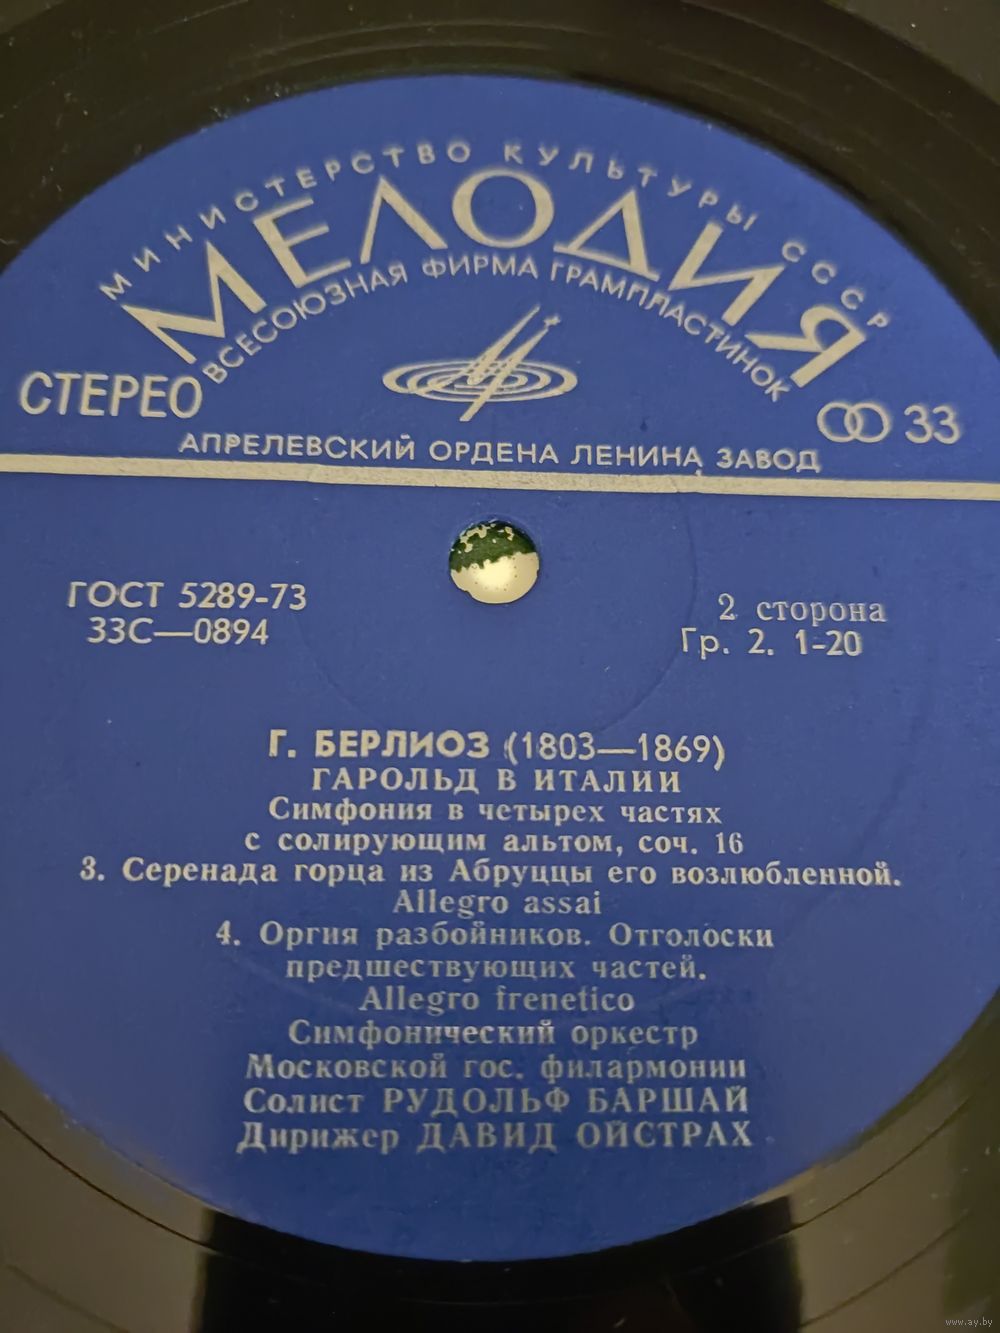 МИНИСТЕРСТВО КУЛЬТУРЫ СССР
МЕЛОДИЯ
ВСЕСОЮЗНАЯ ФИРМА ГРАМПЛАСТИНОК
СТЕРЕО
33
АПРЕЛЕВСКИЙ ОРДЕНА ЛЕНИНА ЗАВОД
ГОСТ 5289-73
33С—0894
2 сторона
Гр. 2. 1-20
Г. БЕРЛИОЗ (1803—1869)
ГАРОЛЬД В ИТАЛИИ
Симфония в четырех частях
с солирующим альтом, соч. 16
3. Серенада горца из Абруццы его возлюбленной.
Allegro assai
4. Оргия разбойников. Отголоски
предшествующих частей.
Allegro frenetico
Симфонический оркестр
Московской гос. филармонии
Солист РУДОЛЬФ БАРШАЙ
Дирижер ДАВИД ОЙСТРАХ
www.ay.by